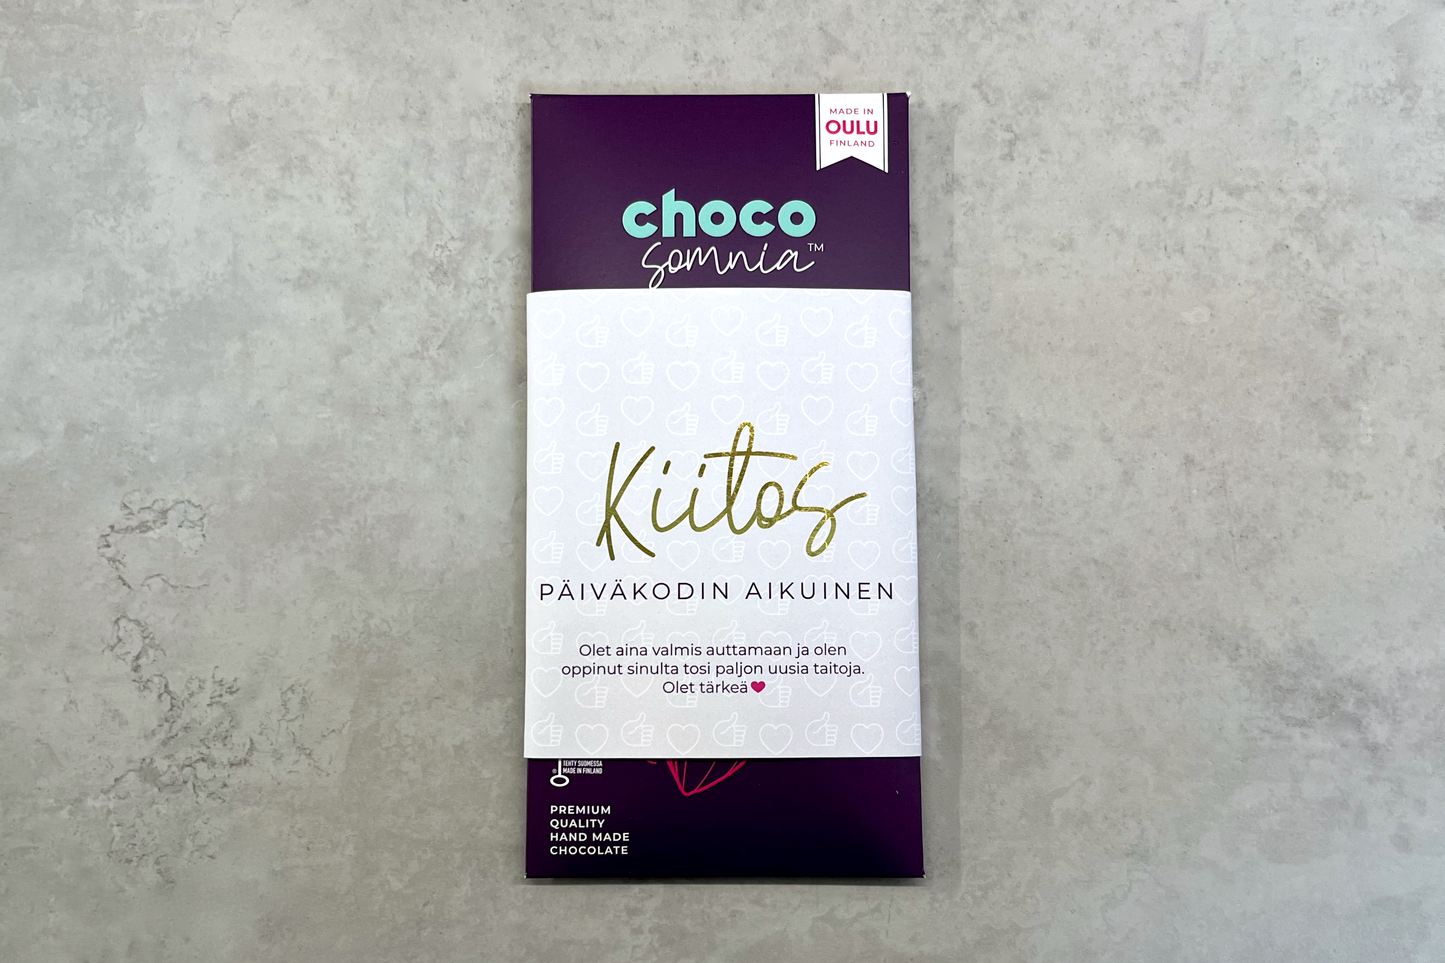 MADE IN
OULU
FINLAND
choco
somnia™
Kiitos
PÄIVÄKODIN AIKUINEN
Olet aina valmis auttamaan ja olen
oppinut sinulta tosi paljon uusia taitoja.
Olet tärkeä
TEHTY SUOMESSA
® MADE IN FINLAND
PREMIUM
QUALITY
HAND MADE
CHOCOLATE